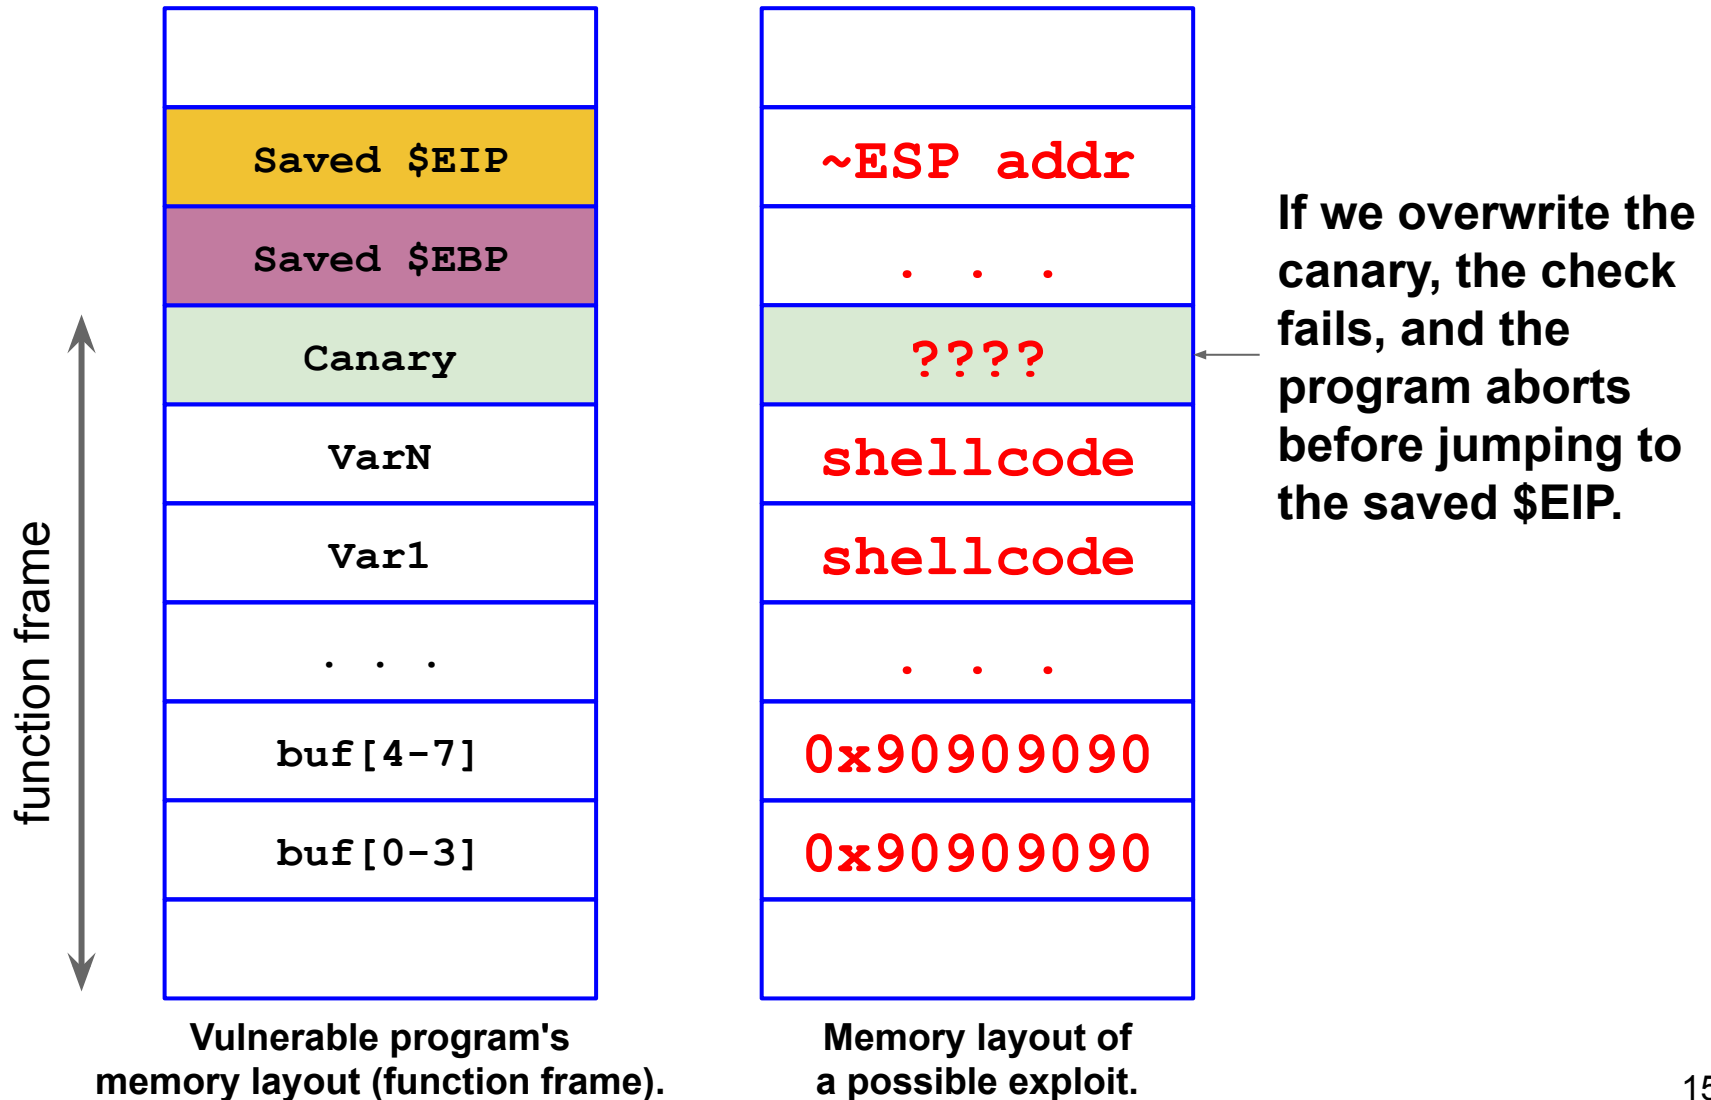 Saved $EIP
Saved $EBP
Canary
VarN
Var1
. . .
buf[4-7]
buf[0-3]
function frame
Vulnerable program's
memory layout (function frame).
~ESP addr
. . .
????
shellcode
shellcode
. . .
0x90909090
0x90909090
Memory layout of
a possible exploit.
If we overwrite the
canary, the check
fails, and the
program aborts
before jumping to
the saved $EIP.